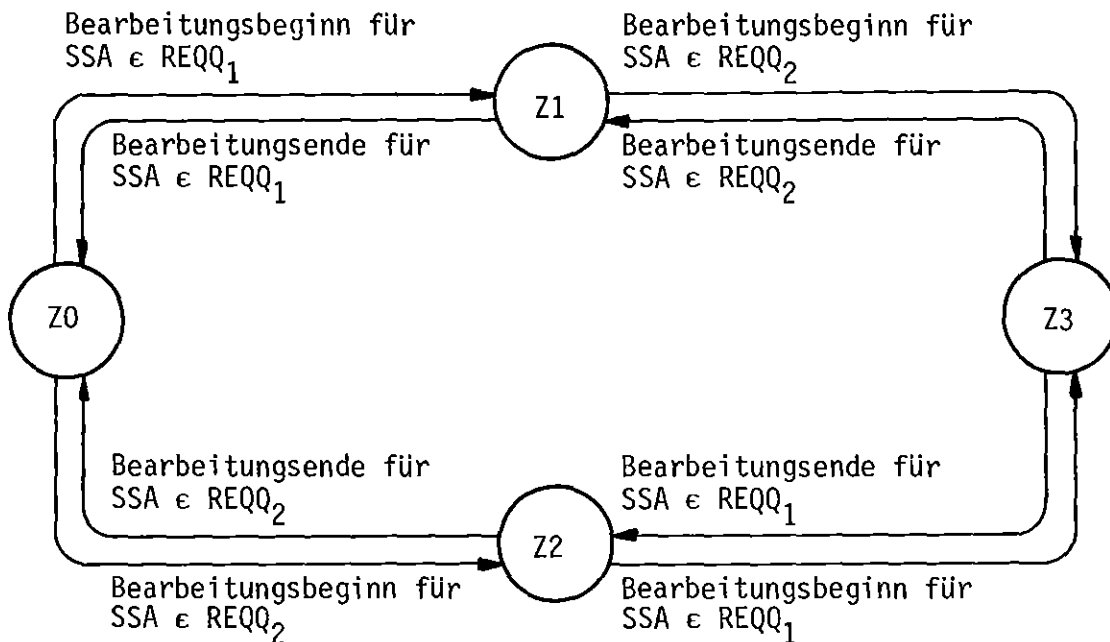 Bearbeitungsbeginn für
SSA ϵ REQQ₁
Bearbeitungsbeginn für
SSA ϵ REQQ₂
Z1
Bearbeitungsende für
SSA ϵ REQQ₁
Bearbeitungsende für
SSA ϵ REQQ₂
Z0
Z3
Bearbeitungsende für
SSA ϵ REQQ₂
Bearbeitungsende für
SSA ϵ REQQ₁
Z2
Bearbeitungsbeginn für
SSA ϵ REQQ₂
Bearbeitungsbeginn für
SSA ϵ REQQ₁